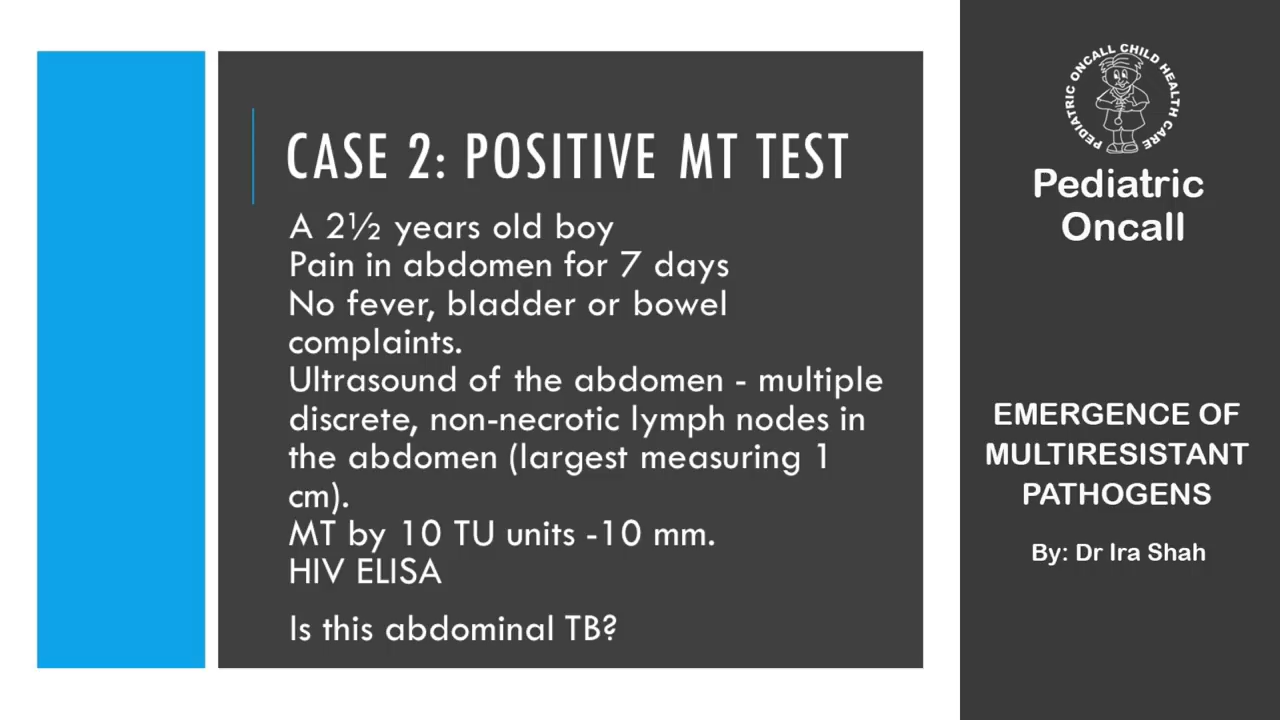 CASE 2: POSITIVE MT TEST
A 2½ years old boy
Pain in abdomen for 7 days
No fever, bladder or bowel
complaints.
Ultrasound of the abdomen - multiple
discrete, non-necrotic lymph nodes in
the abdomen (largest measuring 1
cm).
MT by 10 TU units -10 mm.
HIV ELISA
Is this abdominal TB?
PEDIATRIC ONCALL CHILD HEALTH CARE
Pediatric
Oncall
EMERGENCE OF
MULTIRESISTANT
PATHOGENS
By: Dr Ira Shah